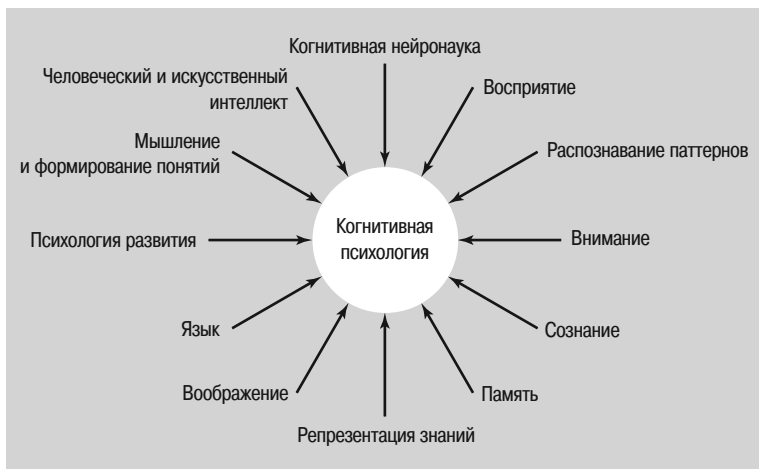 Когнитивная нейронаука
Человеческий и искусственный
интеллект
Восприятие
Мышление
и формирование понятий
Распознавание паттернов
Когнитивная
психология
Психология развития
Внимание
Язык
Сознание
Воображение
Память
Репрезентация знаний